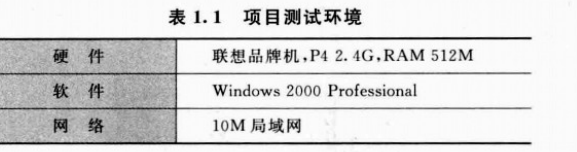 表 1.1 项目测试环境
硬 件 联想品牌机,P4 2.4G,RAM 512M
软 件 Windows 2000 Professional
网 络 10M 局域网